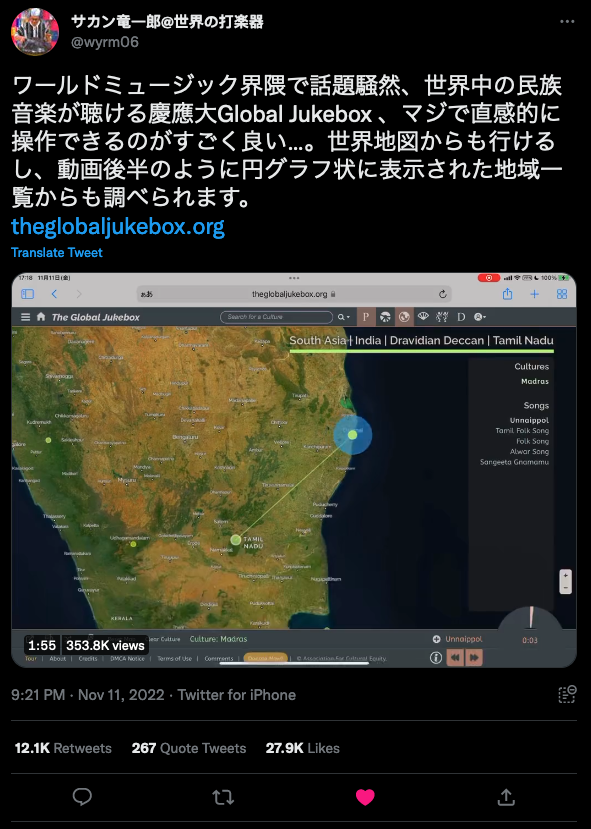 サカン竜一郎@世界の打楽器
@wyrm06
ワールドミュージック界隈で話題騒然、世界中の民族
音楽が聴ける慶應大Global Jukebox 、マジで直感的に
操作できるのがすごく良い...。世界地図からも行ける
し、動画後半のように円グラフ状に表示された地域一
覧からも調べられます。
theglobaljukebox.org
Translate Tweet
17:18 11月11日(金)
100%
ああ
theglobaljukebox.org
The Global Jukebox
Search for a Culture
P
D
South Asia | India | Dravidian Deccan | Tamil Nadu
Cultures
Madras
Songs
Unnaippol
Tamil Folk Song
Folk Song
Alwar Song
Sangeeta Gnamamu
Bengaluru
Mysuru
Puducherry
TAMIL
NADU
KERALA
+
-
0:03
1:55
353.8K views
Culture: Madras
Unnaippol
Tour | About | Credits | DMCA Notice | Terms of Use | Comments
© Association For Cultural Equity.
9:21 PM · Nov 11, 2022 · Twitter for iPhone
12.1K Retweets 267 Quote Tweets 27.9K Likes